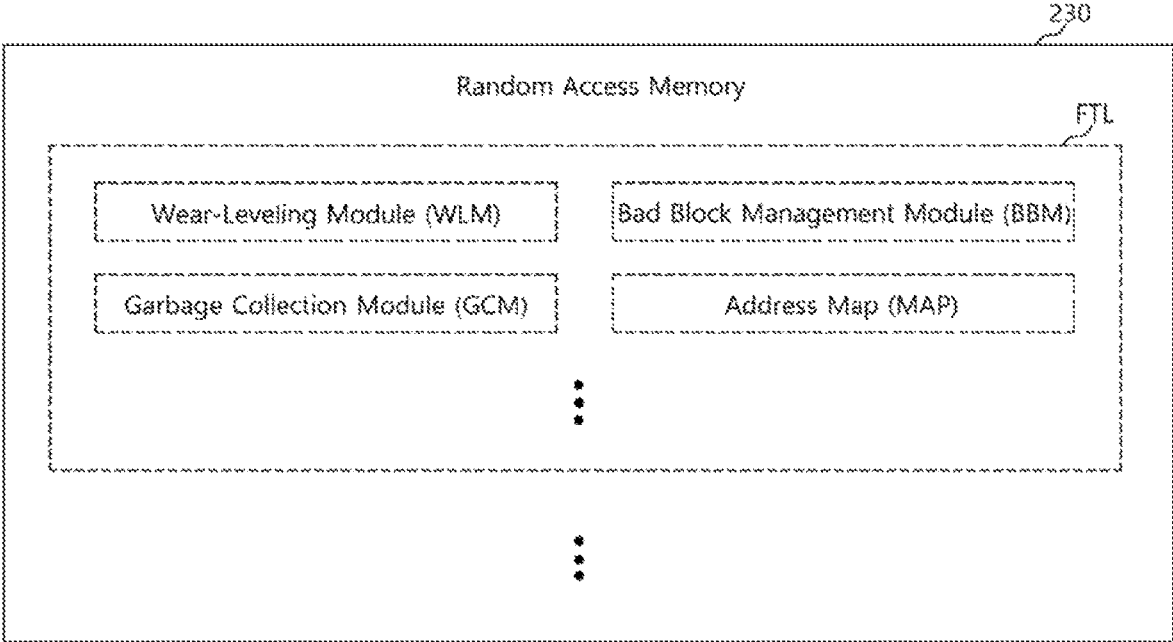 230
Random Access Memory
FTL
Wear-Leveling Module (WLM)
Bad Block Management Module (BBM)
Garbage Collection Module (GCM)
Address Map (MAP)